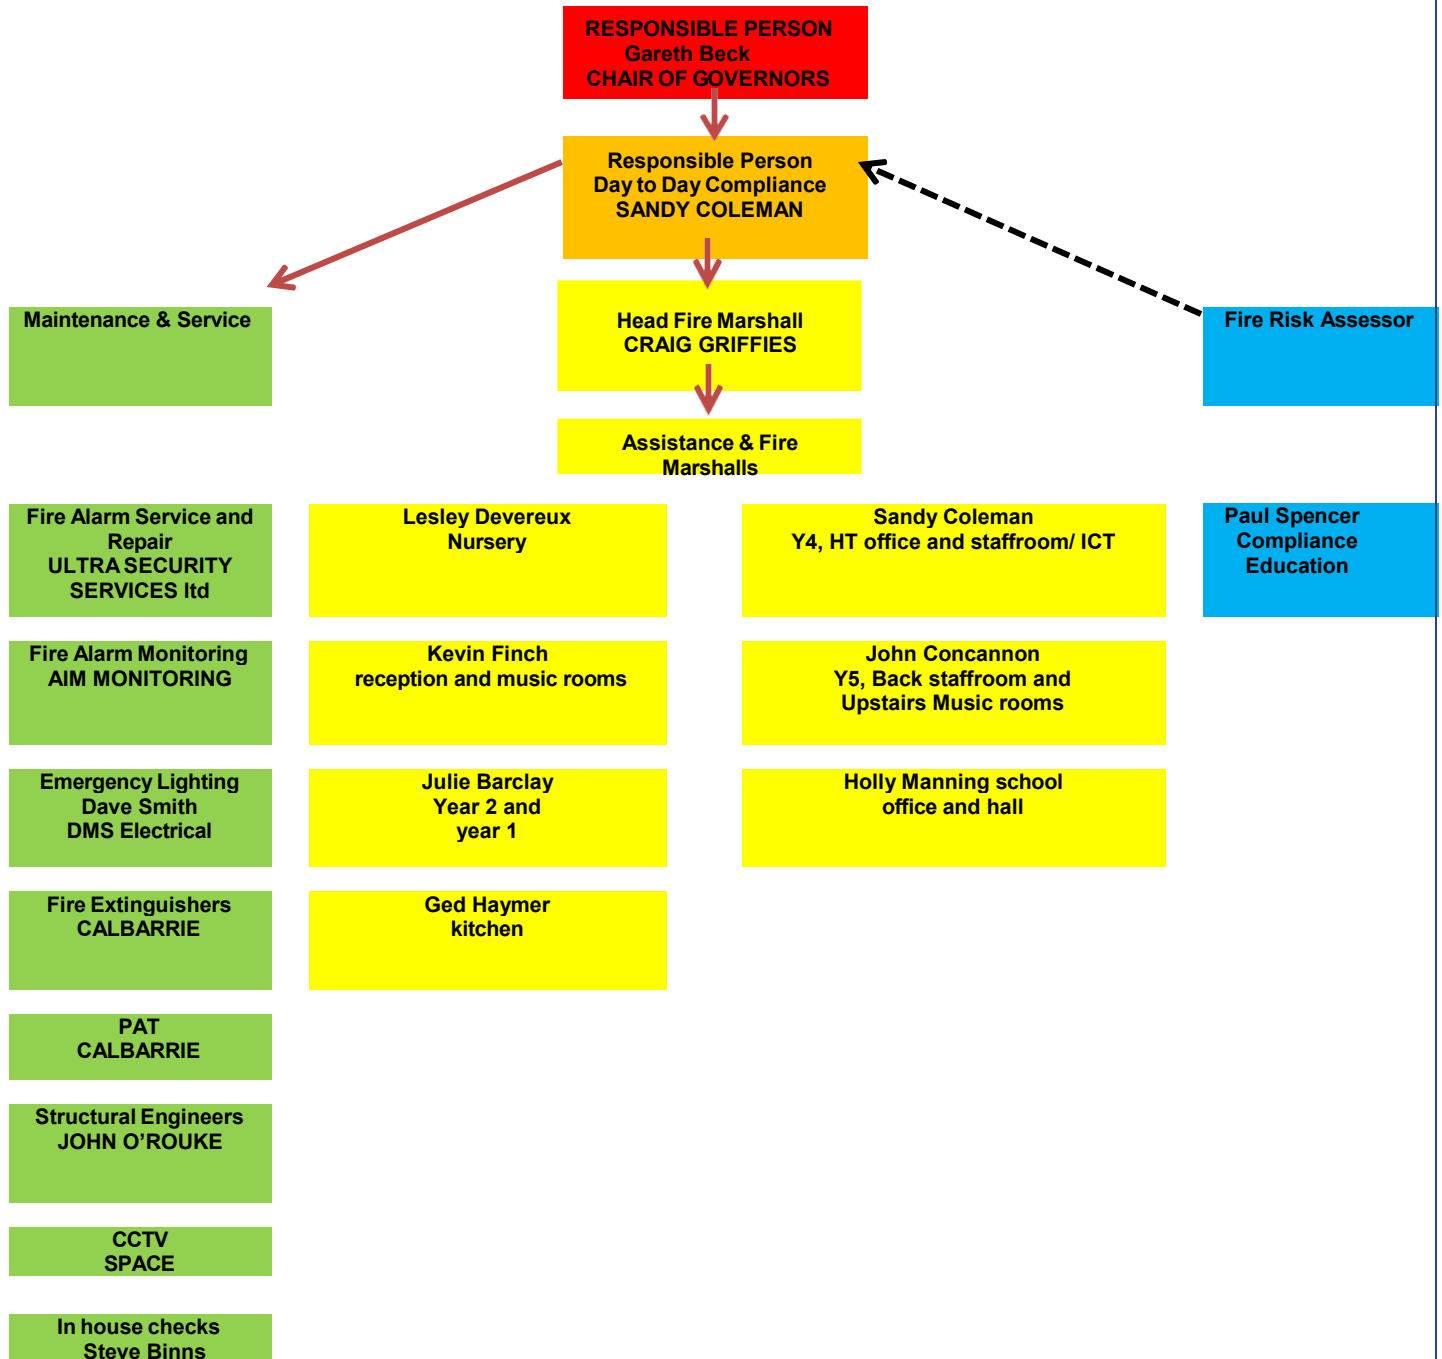 RESPONSIBLE PERSON
Gareth Beck
CHAIR OF GOVERNORS
Responsible Person
Day to Day Compliance
SANDY COLEMAN
Maintenance & Service
Head Fire Marshall
CRAIG GRIFFIES
Fire Risk Assessor
Assistance & Fire
Marshalls
Fire Alarm Service and
Repair
ULTRA SECURITY
SERVICES ltd
Lesley Devereux
Nursery
Sandy Coleman
Y4, HT office and staffroom/ ICT
Paul Spencer
Compliance
Education
Fire Alarm Monitoring
AIM MONITORING
Kevin Finch
reception and music rooms
John Concannon
Y5, Back staffroom and
Upstairs Music rooms
Emergency Lighting
Dave Smith
DMS Electrical
Julie Barclay
Year 2 and
year 1
Holly Manning school
office and hall
Fire Extinguishers
CALBARRIE
Ged Haymer
kitchen
PAT
CALBARRIE
Structural Engineers
JOHN O’ROUKE
CCTV
SPACE
In house checks
Steve Binns